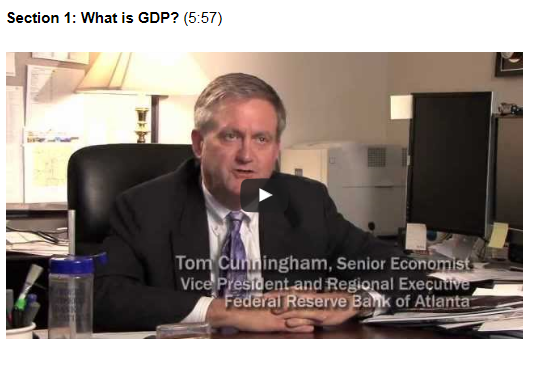 Section 1: What is GDP? (5:57)
Tom Cunningham, Senior Economist
Vice President and Regional Executive
Federal Reserve Bank of Atlanta